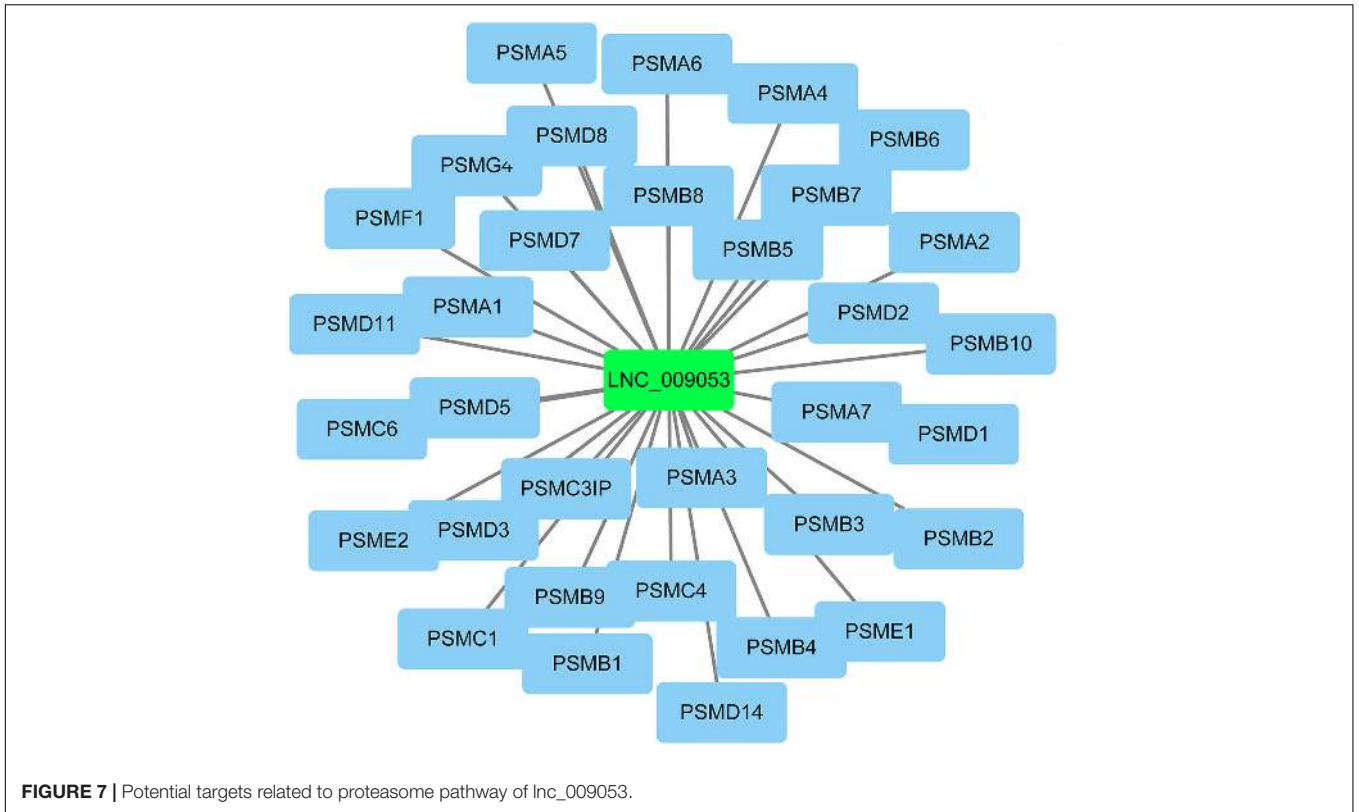 PSMA5
PSMA6
PSMA4
PSMD8
PSMB6
PSMG4
PSMB8
PSMB7
PSMF1
PSMD7
PSMB5
PSMA2
PSMA1
PSMD2
PSMD11
PSMB10
LNC_009053
PSMD5
PSMA7
PSMC6
PSMD1
PSMC3IP
PSMA3
PSME2
PSMD3
PSMB3
PSMB2
PSMB9
PSMC4
PSMC1
PSMB1
PSMB4
PSME1
PSMD14
FIGURE 7 | Potential targets related to proteasome pathway of lnc_009053.